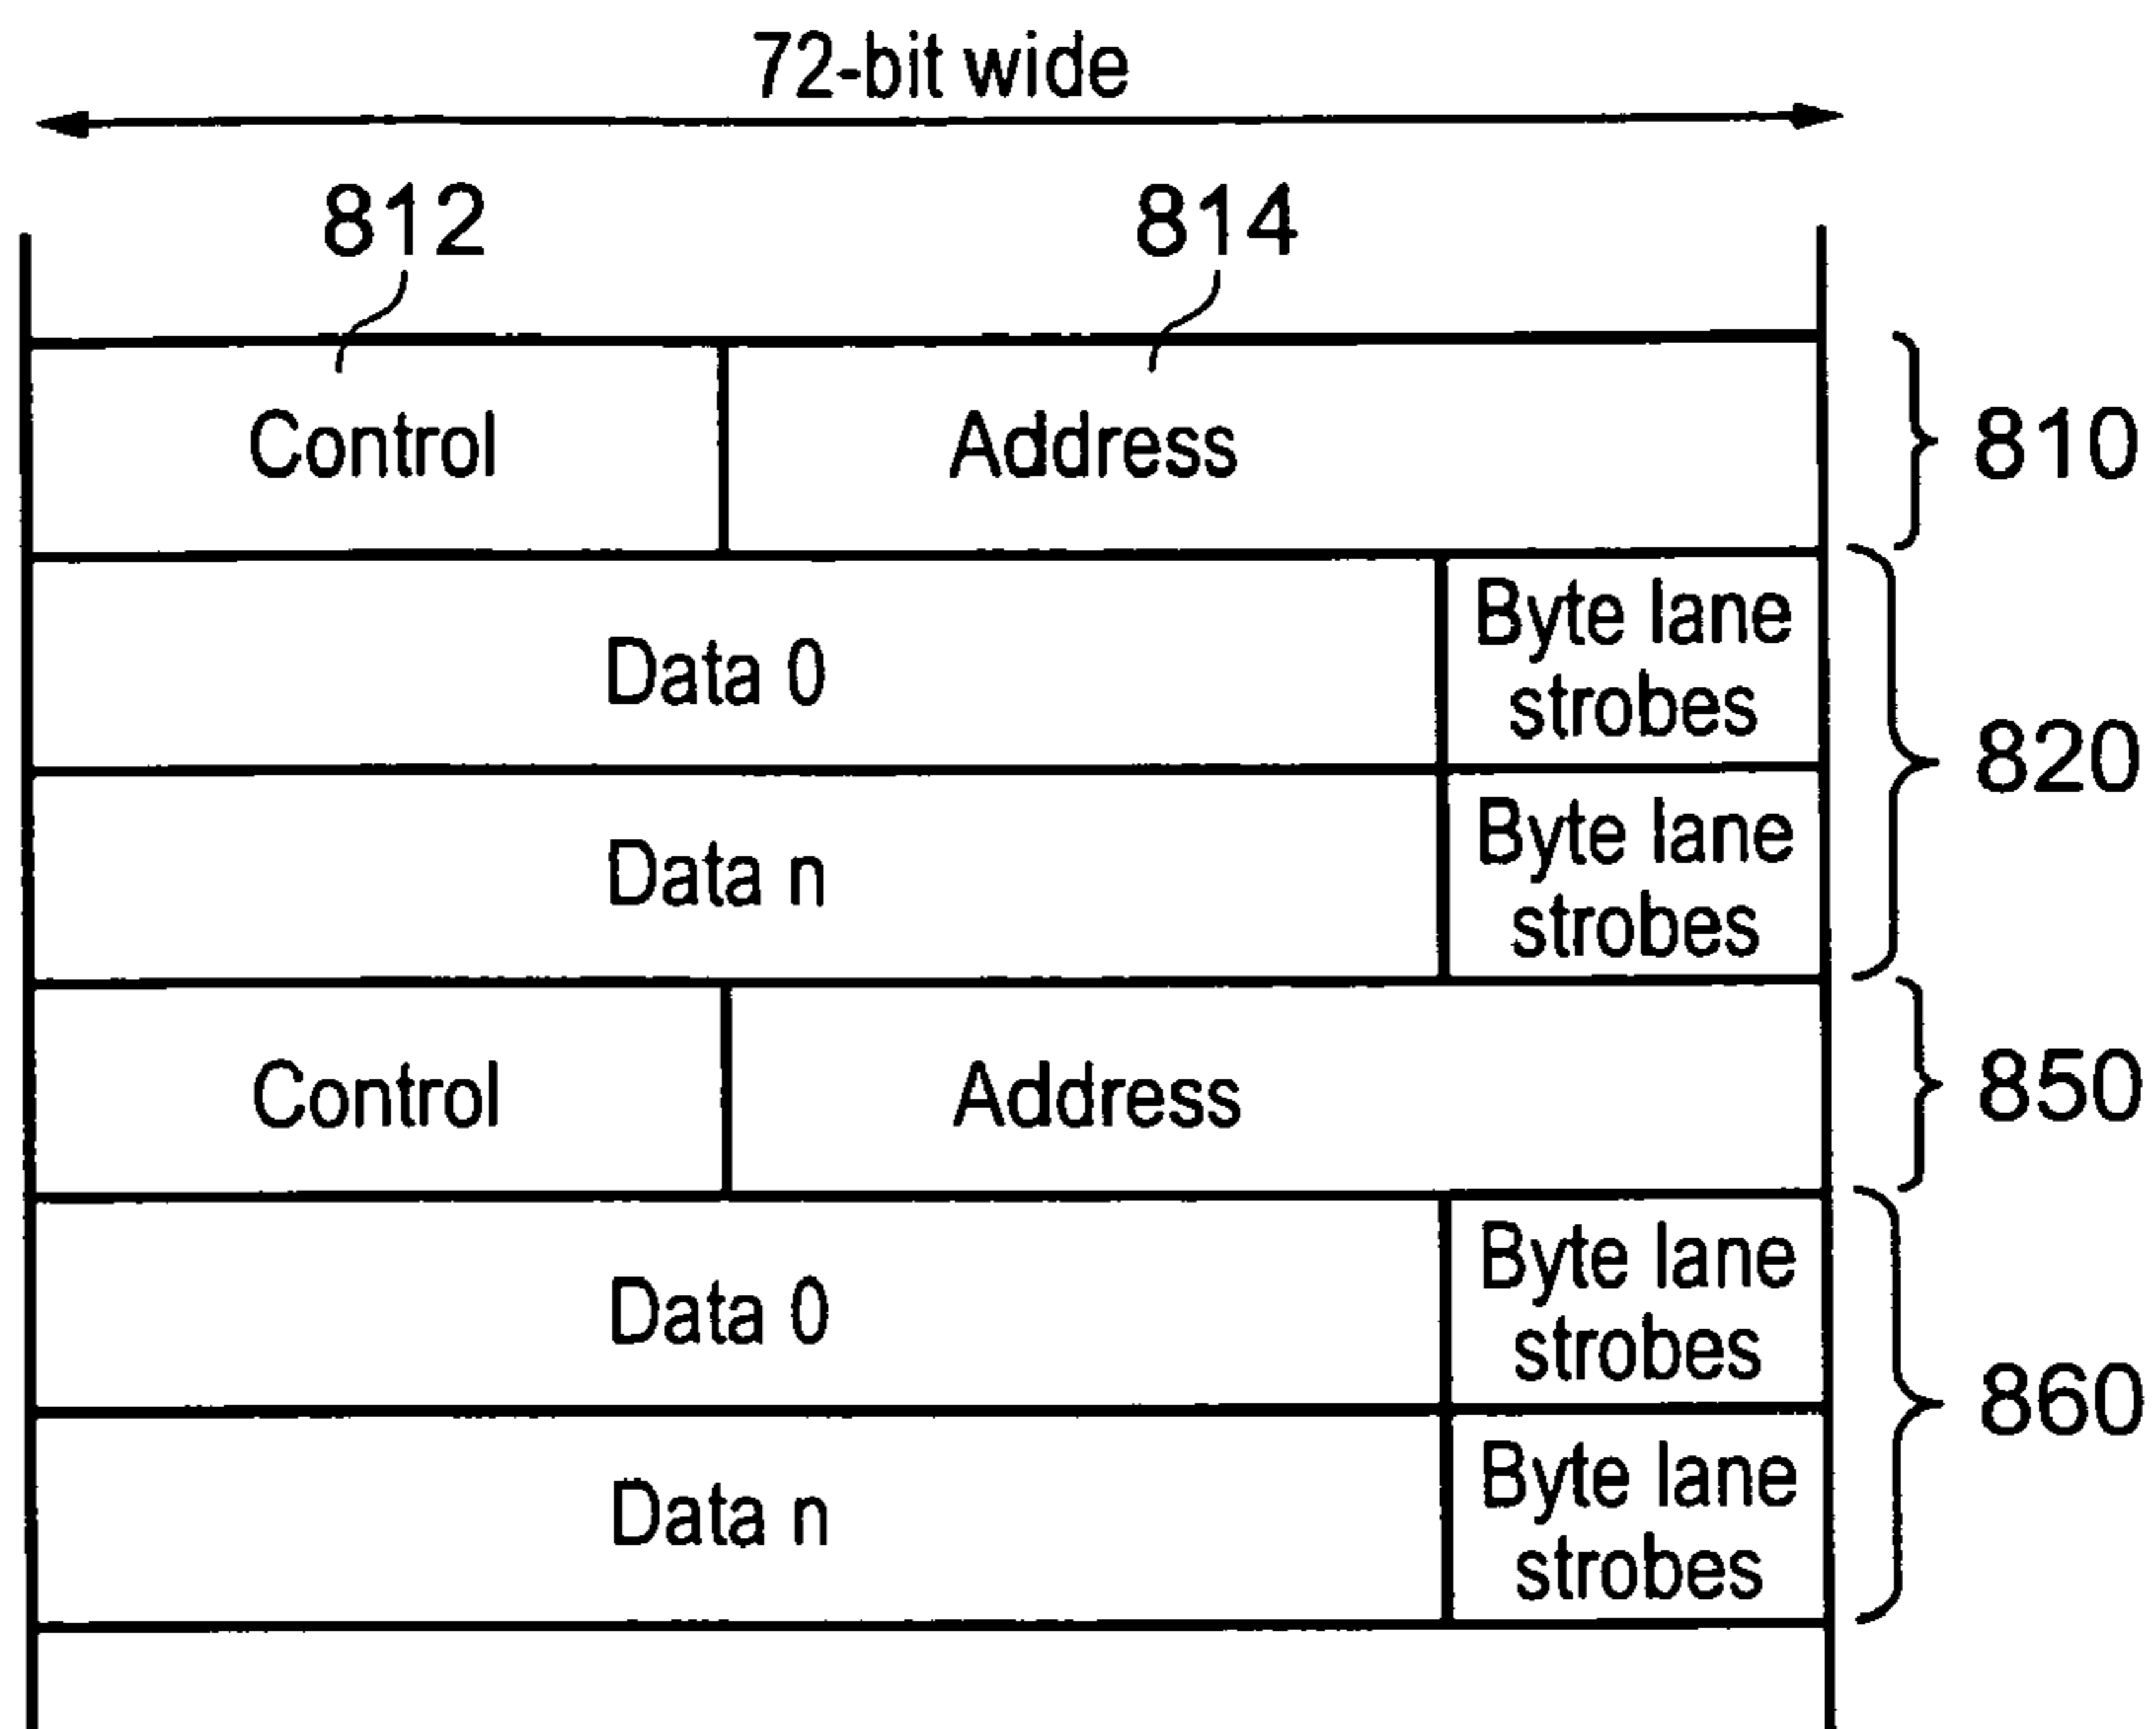 72-bit wide
812
814
Control
Address
810
Data 0
Byte lane
strobes
820
Data n
Byte lane
strobes
Control
Address
850
Data 0
Byte lane
strobes
860
Data n
Byte lane
strobes